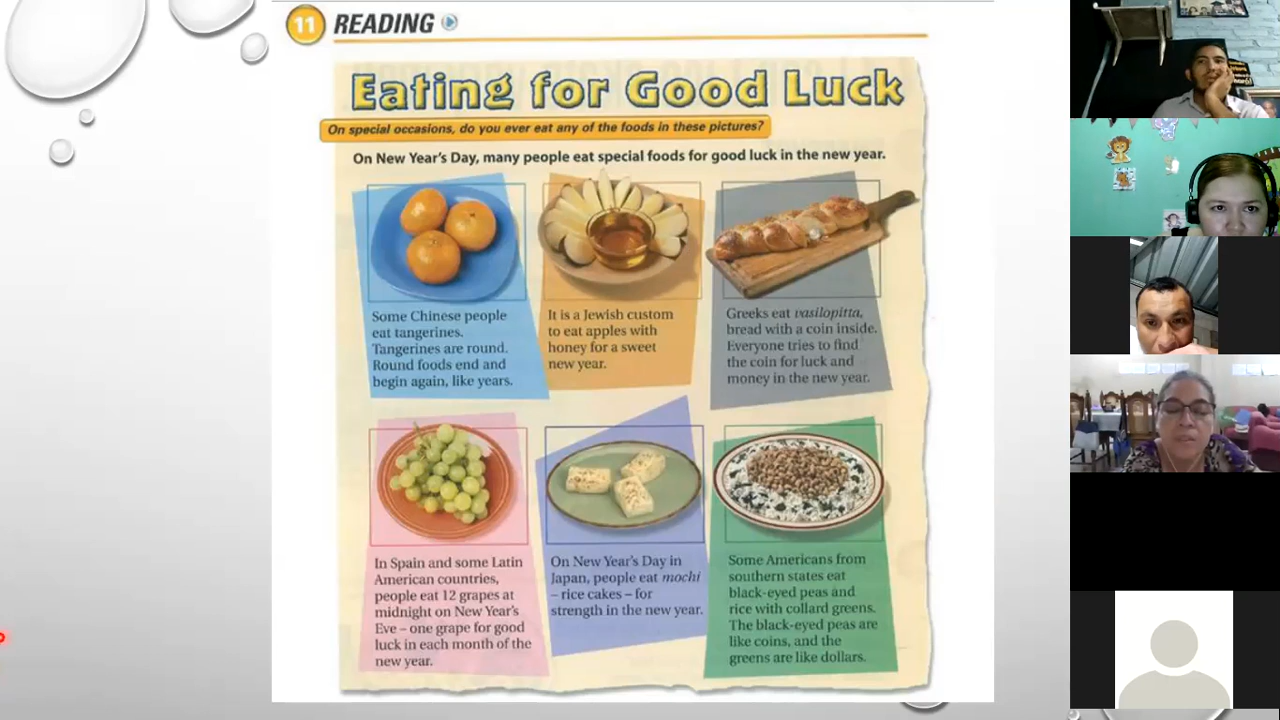 11 READING
Eating for Good Luck
On special occasions, do you ever eat any of the foods in these pictures?
On New Year's Day, many people eat special foods for good luck in the new year.
Some Chinese people
eat tangerines.
Tangerines are round.
Round foods end and
begin again, like years.
It is a Jewish custom
to eat apples with
honey for a sweet
new year.
Greeks eat vasilopitta,
bread with a coin inside.
Everyone tries to find
the coin for luck and
money in the new year.
In Spain and some Latin
American countries,
people eat 12 grapes at
midnight on New Year's
Eve – one grape for good
luck in each month of the
new year.
On New Year's Day in
Japan, people eat mochi
– rice cakes – for
strength in the new year.
Some Americans from
southern states eat
black-eyed peas and
rice with collard greens.
The black-eyed peas are
like coins, and the
greens are like dollars.